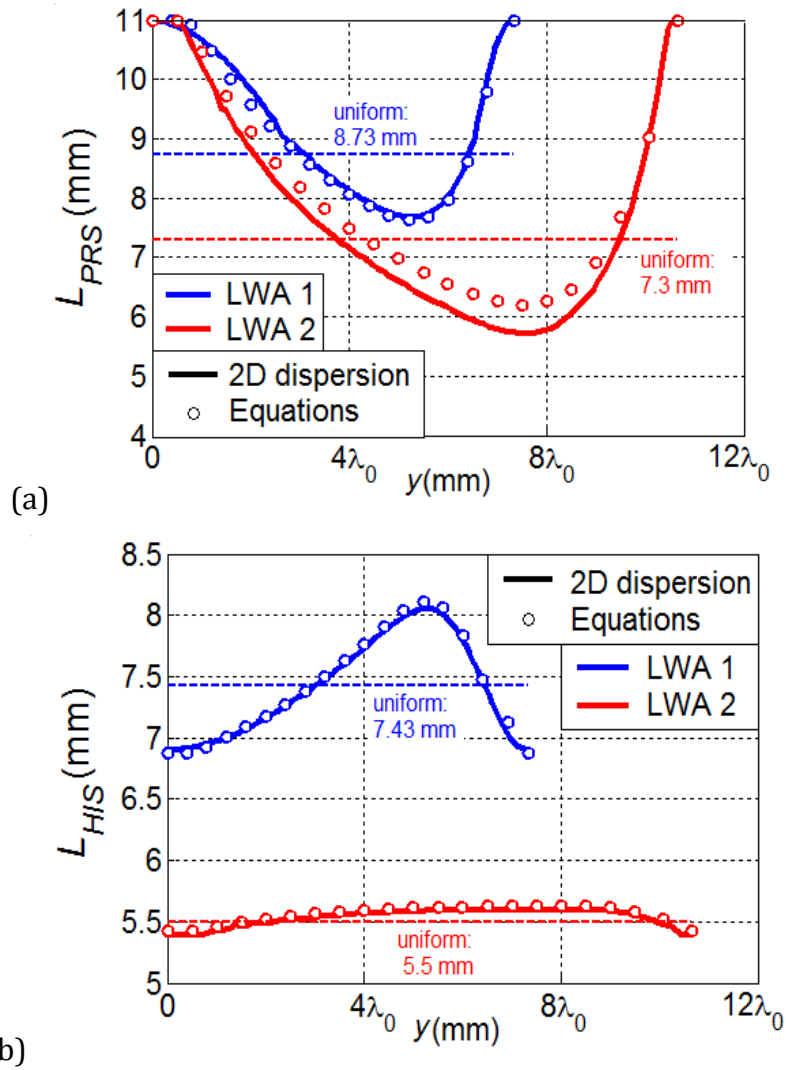 11
10
9
8
7
6
5
4
L_PRS (mm)
uniform:
8.73 mm
uniform:
7.3 mm
LWA 1
LWA 2
2D dispersion
Equations
0
4λ₀
8λ₀
12λ₀
y(mm)
(a)
8.5
8
7.5
7
6.5
6
5.5
5
L_HIS (mm)
2D dispersion
Equations
LWA 1
LWA 2
uniform:
7.43 mm
uniform:
5.5 mm
0
4λ₀
8λ₀
12λ₀
y(mm)
b)